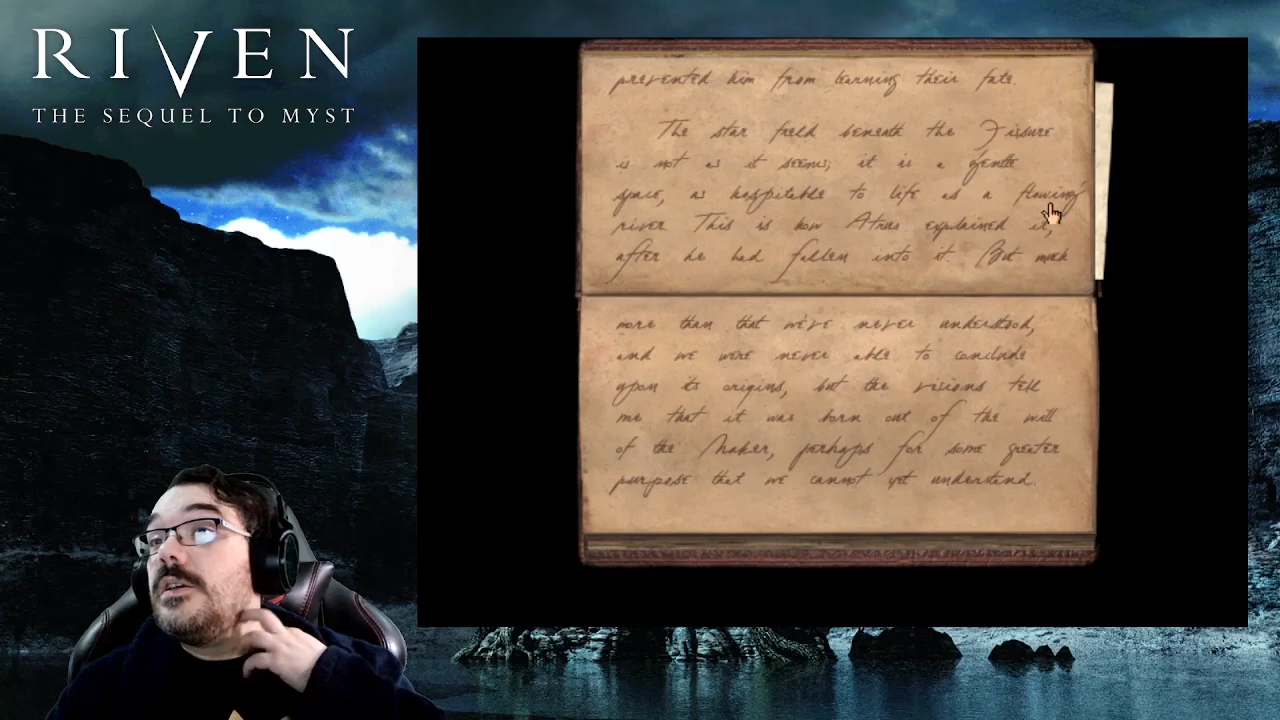 RIVEN
THE SEQUEL TO MYST
prevented him from learning their fate.
The star field beneath the Fissure
is not as it seems; it is a gentle
space, as hospitable to life as a flowing
river. This is how Atrus explained it,
after he had fallen into it. But much
more than that we've never understood,
and we were never able to conclude
upon its origins, but the visions tell
me that it was born out of the will
of the Maker, perhaps for some greater
purpose that we cannot yet understand.